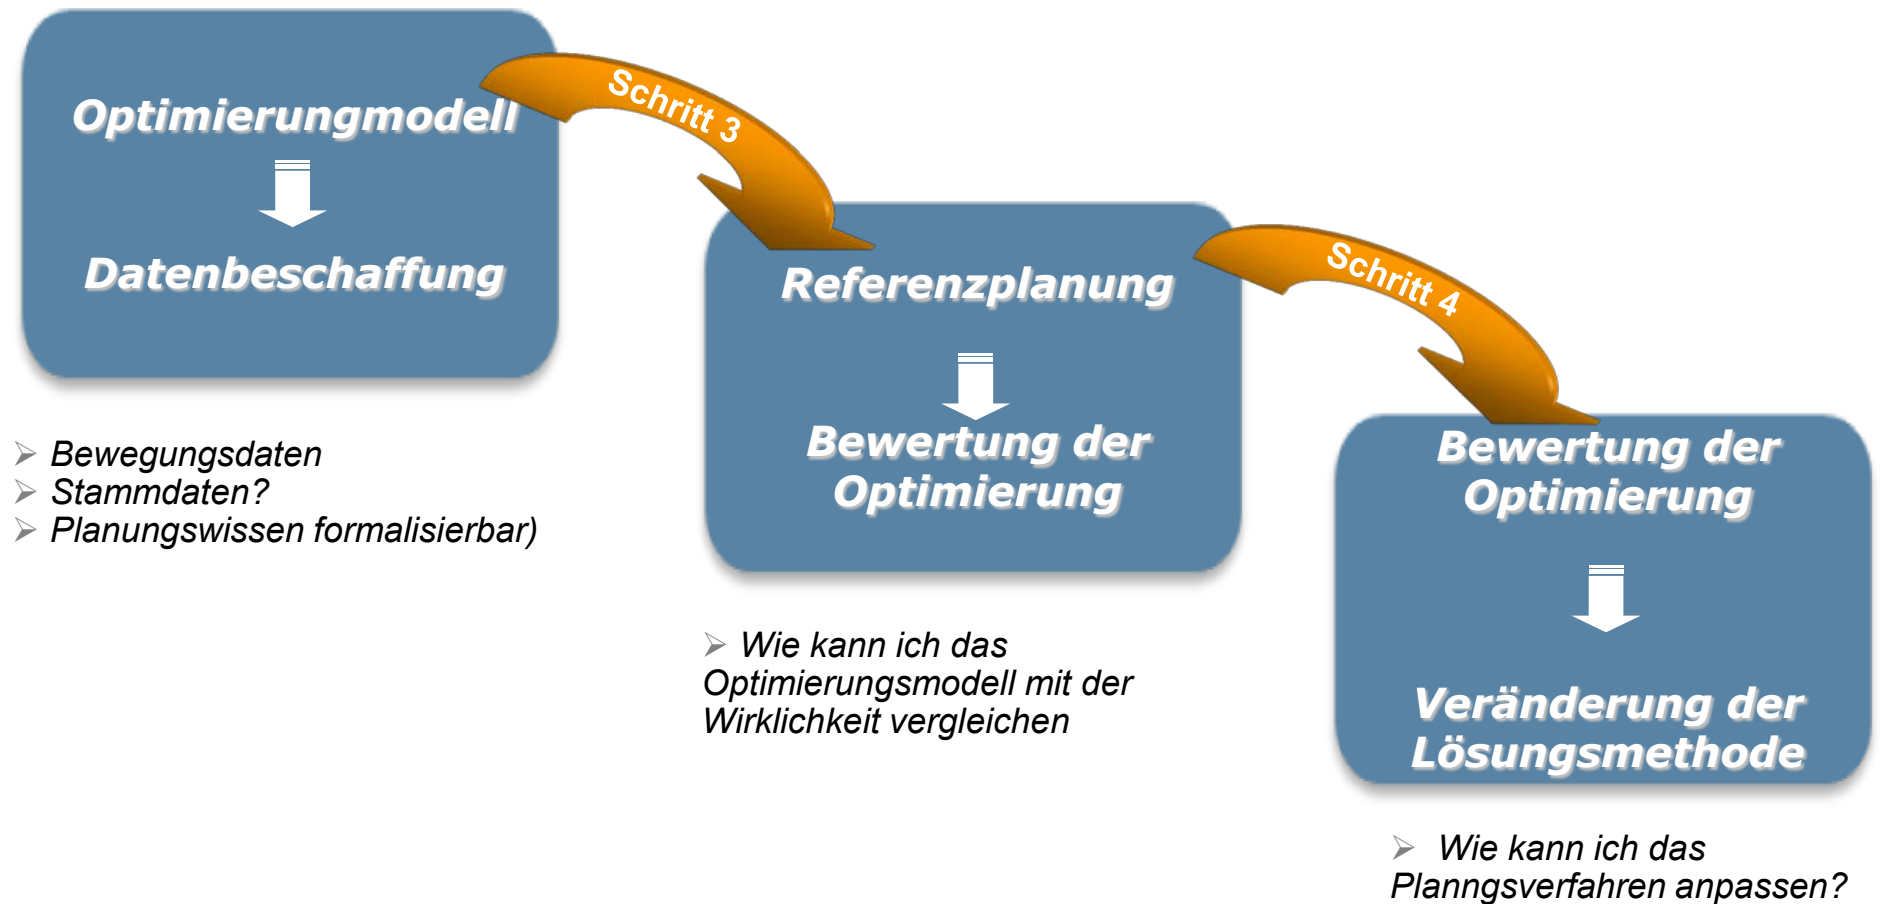 Optimierungmodell
Datenbeschaffung
➢ Bewegungsdaten
➢ Stammdaten?
➢ Planungswissen formalisierbar)
Schritt 3
Referenzplanung
Bewertung der
Optimierung
➢ Wie kann ich das
Optimierungsmodell mit der
Wirklichkeit vergleichen
Schritt 4
Bewertung der
Optimierung
Veränderung der
Lösungsmethode
➢ Wie kann ich das
Planngsverfahren anpassen?